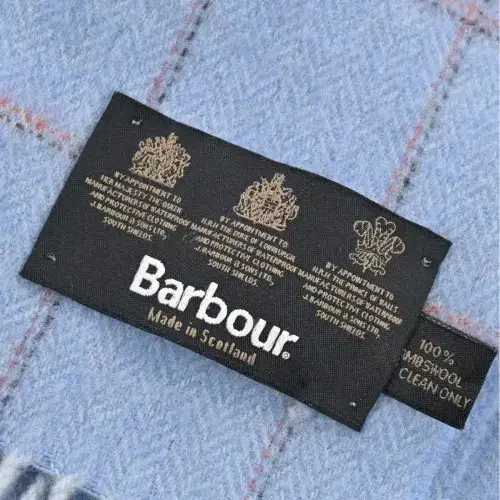 BY APPOINTMENT TO
HER MAJESTY THE QUEEN
MANUFACTURERS OF WATERPROOF
AND PROTECTIVE CLOTHING
J. BARBOUR & SONS LTD,
SOUTH SHIELDS.
BY APPOINTMENT TO
H.R.H. THE DUKE OF EDINBURGH
MANUFACTURERS OF WATERPROOF
AND PROTECTIVE CLOTHING
J. BARBOUR & SONS LTD,
SOUTH SHIELDS.
BY APPOINTMENT TO
H.R.H. THE PRINCE OF WALES
MANUFACTURERS OF WATERPROOF
AND PROTECTIVE CLOTHING
J. BARBOUR & SONS LTD,
SOUTH SHIELDS.
Barbour®
Made in Scotland
100%
MBSWOOL
CLEAN ONLY